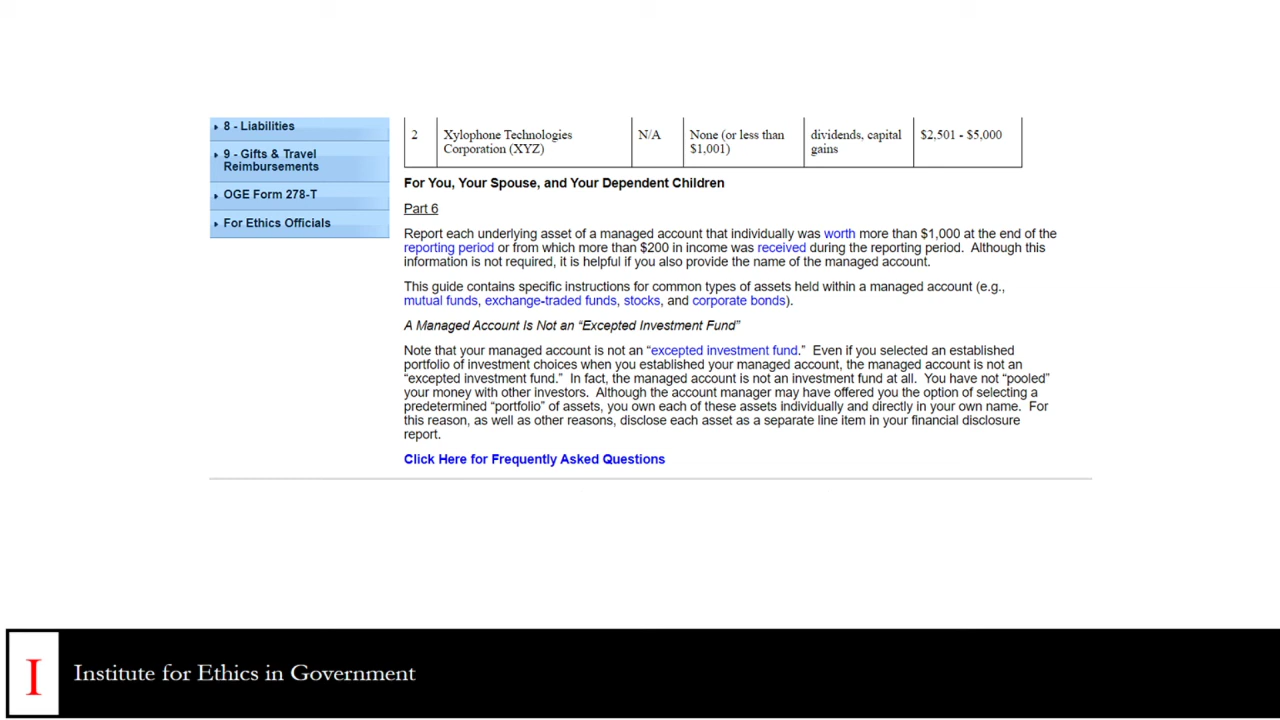 8 - Liabilities
9 - Gifts & Travel
Reimbursements
OGE Form 278-T
For Ethics Officials
2 Xylophone Technologies Corporation (XYZ) N/A None (or less than $1,001) dividends, capital gains $2,501 - $5,000
For You, Your Spouse, and Your Dependent Children
Part 6
Report each underlying asset of a managed account that individually was worth more than $1,000 at the end of the
reporting period or from which more than $200 in income was received during the reporting period.  Although this
information is not required, it is helpful if you also provide the name of the managed account.
This guide contains specific instructions for common types of assets held within a managed account (e.g.,
mutual funds, exchange-traded funds, stocks, and corporate bonds).
A Managed Account Is Not an “Excepted Investment Fund”
Note that your managed account is not an “excepted investment fund.”  Even if you selected an established
portfolio of investment choices when you established your managed account, the managed account is not an
“excepted investment fund.”  In fact, the managed account is not an investment fund at all.  You have not “pooled”
your money with other investors.  Although the account manager may have offered you the option of selecting a
predetermined “portfolio” of assets, you own each of these assets individually and directly in your own name.  For
this reason, as well as other reasons, disclose each asset as a separate line item in your financial disclosure
report.
Click Here for Frequently Asked Questions
I
Institute for Ethics in Government